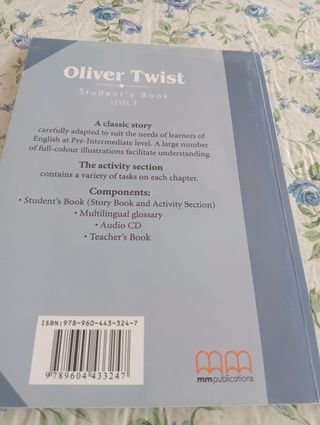 Oliver Twist
Student's Book
LEVEL 3
A classic story
carefully adapted to suit the needs of learners of
English at Pre-Intermediate level. A large number
of full-colour illustrations facilitate understanding.
The activity section
contains a variety of tasks on each chapter.
Components:
• Student's Book (Story Book and Activity Section)
• Multilingual glossary
• Audio CD
• Teacher's Book
ISBN: 978-960-443-324-7
9789604433247
mm publications